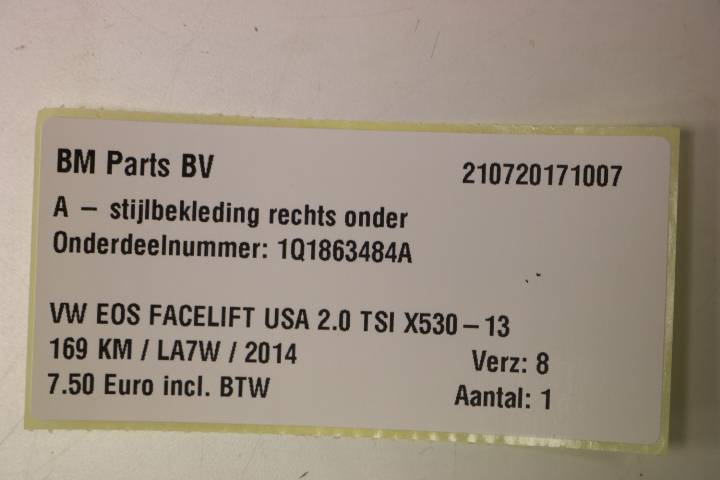 BM Parts BV 210720171007
A – stijlbekleding rechts onder
Onderdeelnummer: 1Q1863484A
VW EOS FACELIFT USA 2.0 TSI X530 – 13
169 KM / LA7W / 2014 Verz: 8
7.50 Euro incl. BTW Aantal: 1